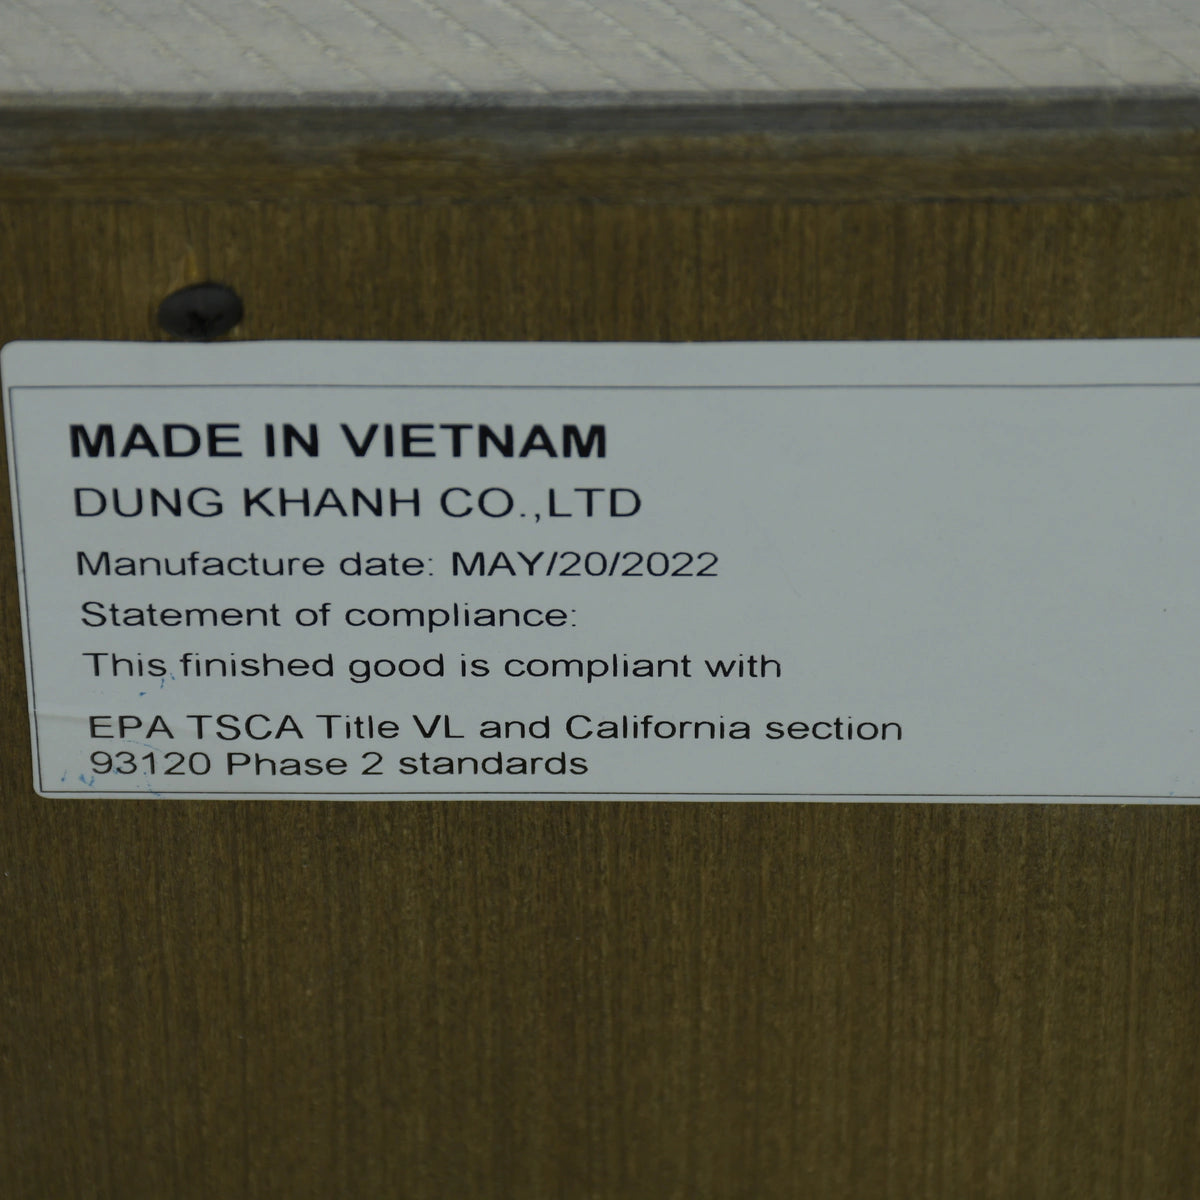 MADE IN VIETNAM
DUNG KHANH CO.,LTD
Manufacture date: MAY/20/2022
Statement of compliance:
This finished good is compliant with
EPA TSCA Title VL and California section
93120 Phase 2 standards